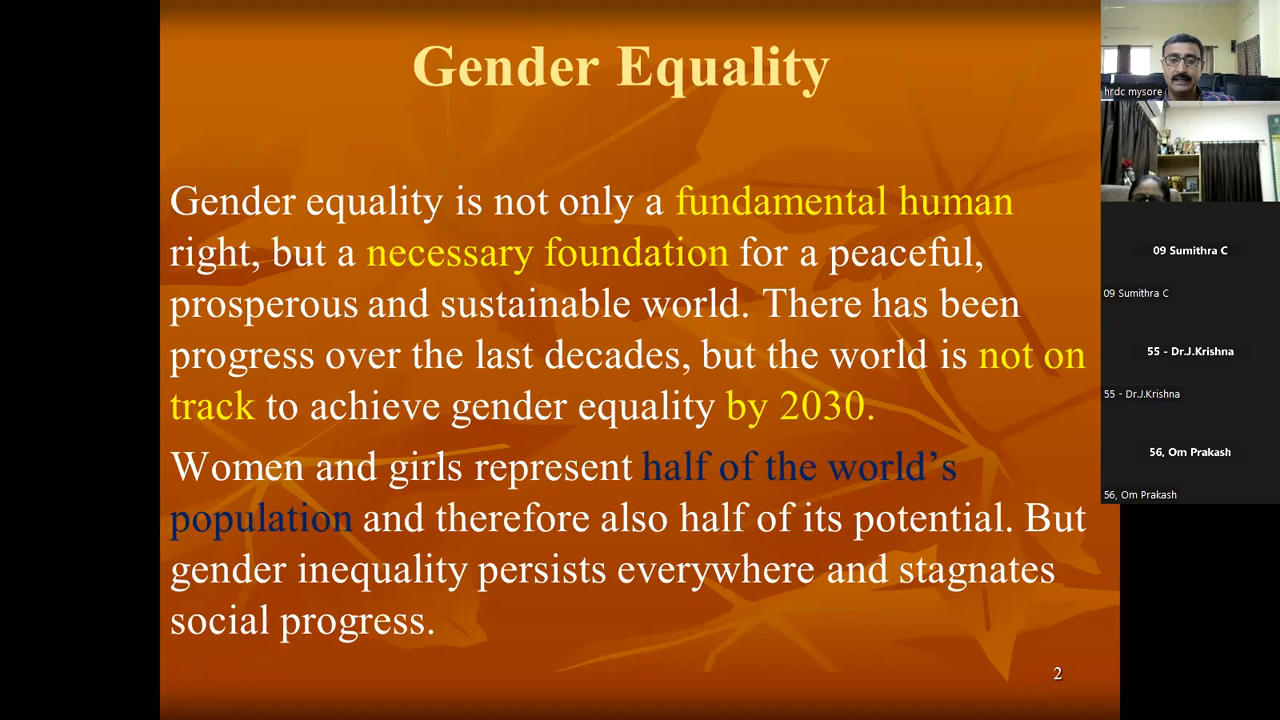 Gender Equality
Gender equality is not only a fundamental human
right, but a necessary foundation for a peaceful,
prosperous and sustainable world. There has been
progress over the last decades, but the world is not on
track to achieve gender equality by 2030.
Women and girls represent half of the world’s
population and therefore also half of its potential. But
gender inequality persists everywhere and stagnates
social progress.
2
hrdc mysore
09 Sumithra C
09 Sumithra C
55 - Dr.J.Krishna
55 - Dr.J.Krishna
56, Om Prakash
56, Om Prakash